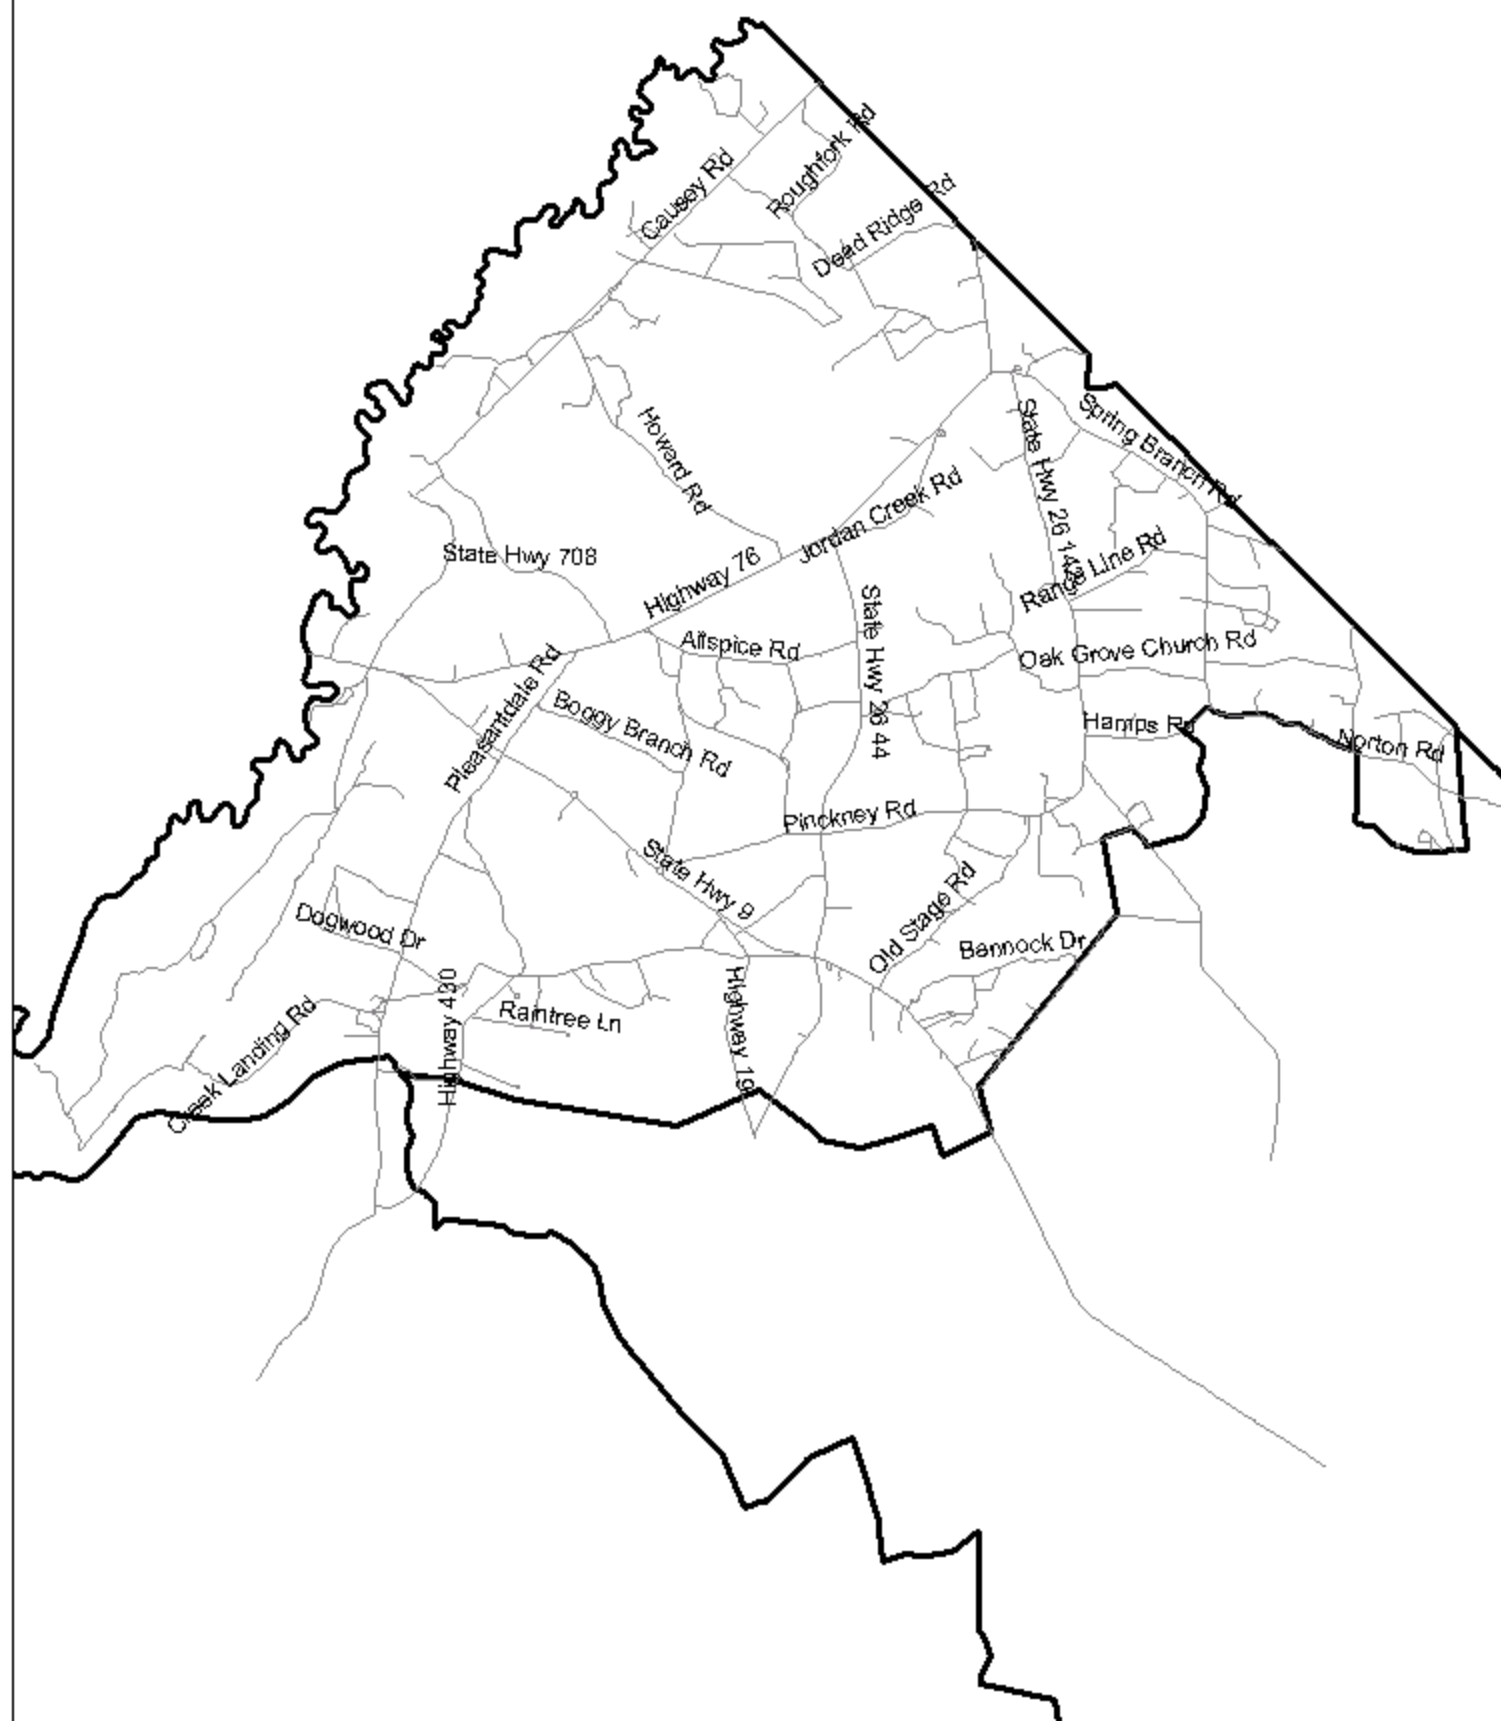 Roughfork Rd
Causey Rd
Dead Ridge Rd
Howard Rd
State Hwy 26 142
Spring Branch Rd
Jordan Creek Rd
State Hwy 708
Highway 76
Range Line Rd
State Hwy 26 44
Allspice Rd
Oak Grove Church Rd
Pleasantdale Rd
Boggy Branch Rd
Hamps Rd
Norton Rd
Pinckney Rd
State Hwy 9
Old Stage Rd
Dogwood Dr
Bannock Dr
Highway 430
Highway 19
Raintree Ln
Creek Landing Rd